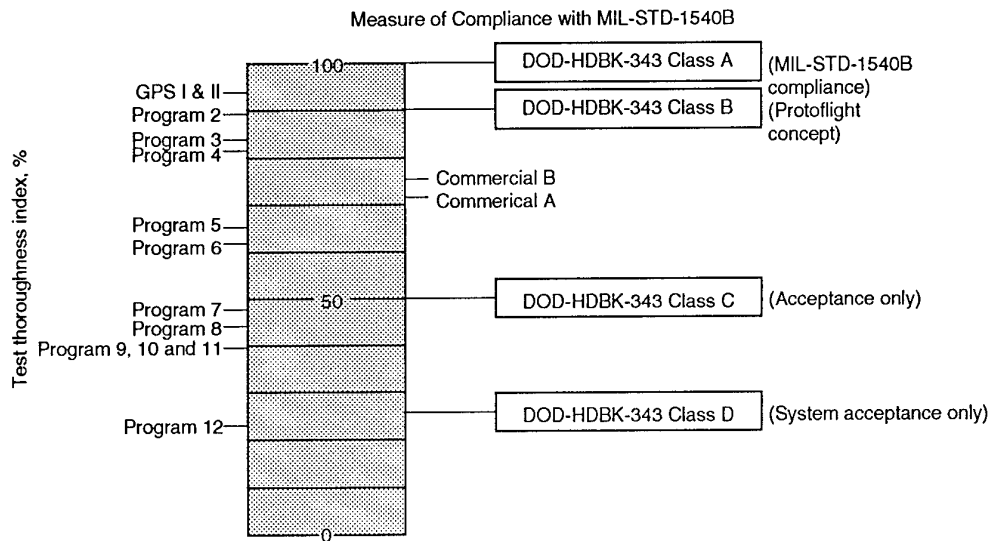 Measure of Compliance with MIL-STD-1540B
Test thoroughness index, %
100
DOD-HDBK-343 Class A
(MIL-STD-1540B
compliance)
GPS I & II
Program 2
DOD-HDBK-343 Class B
(Protoflight
concept)
Program 3
Program 4
Commercial B
Commerical A
Program 5
Program 6
50
DOD-HDBK-343 Class C
(Acceptance only)
Program 7
Program 8
Program 9, 10 and 11
DOD-HDBK-343 Class D
(System acceptance only)
Program 12
0